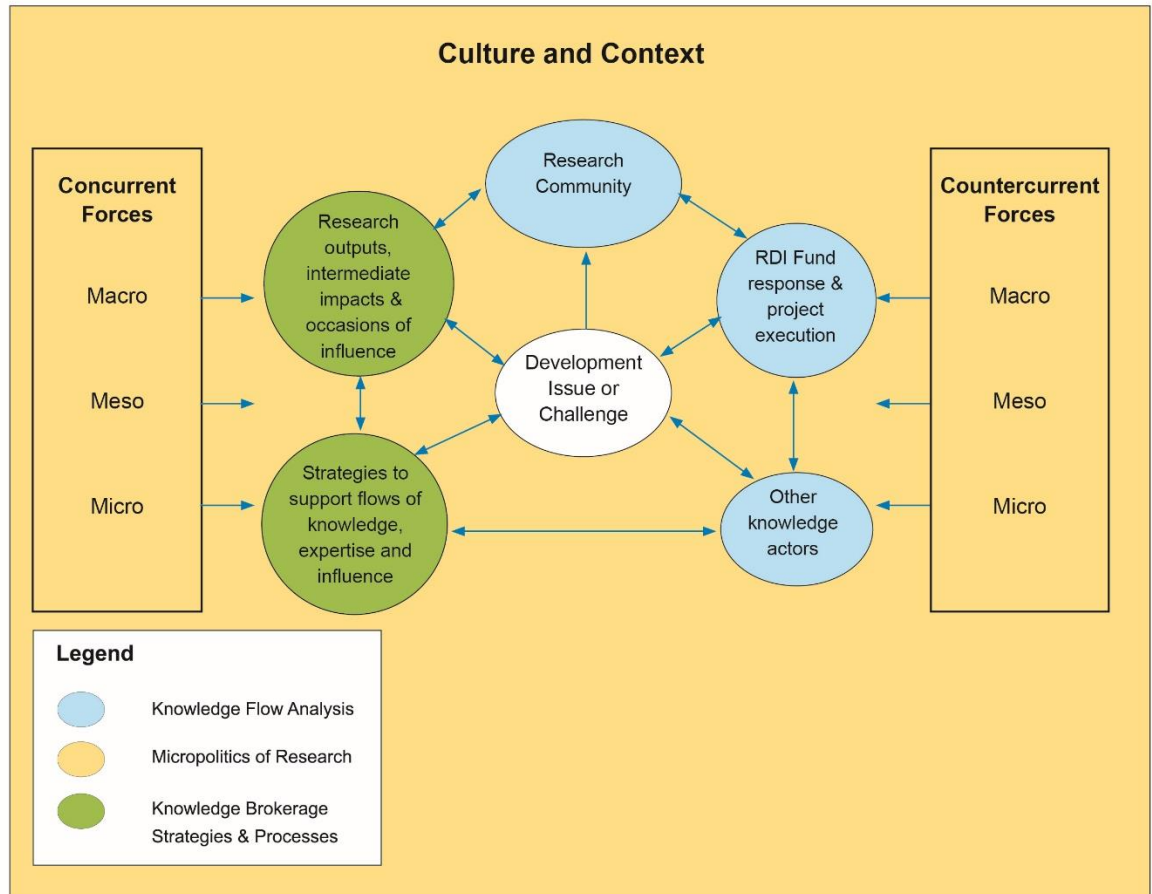 Culture and Context
Concurrent
Forces
Macro
Meso
Micro
Research
Community
Research
outputs,
intermediate
impacts &
occasions of
influence
RDI Fund
response &
project
execution
Development
Issue or
Challenge
Strategies to
support flows of
knowledge,
expertise and
influence
Other
knowledge
actors
Countercurrent
Forces
Macro
Meso
Micro
Legend
Knowledge Flow Analysis
Micropolitics of Research
Knowledge Brokerage
Strategies & Processes